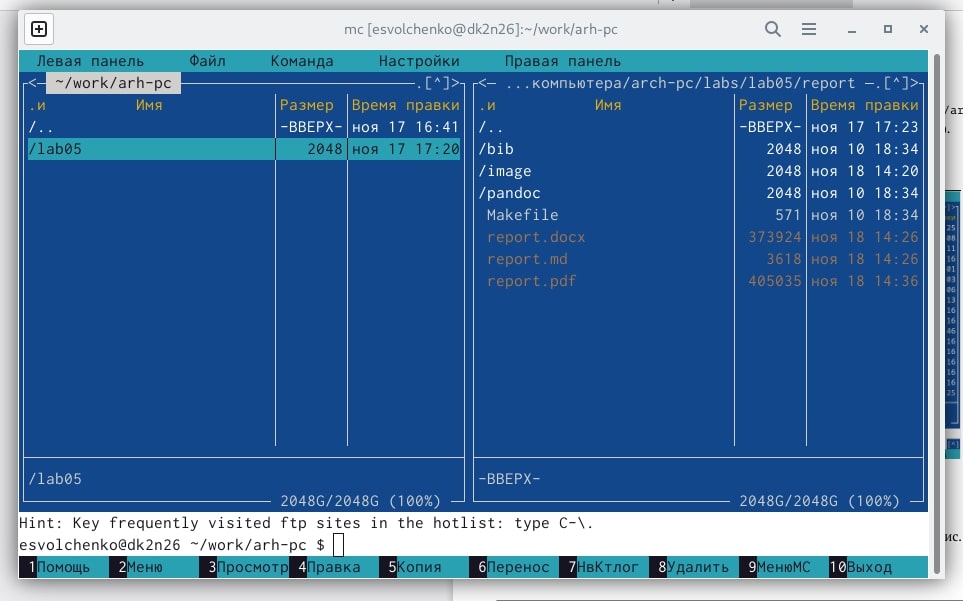 mc [esvolchenko@dk2n26]:~/work/arh-pc
Левая панель Файл Команда Настройки Правая панель
<— ~/work/arh-pc .[^]>
.и Имя Размер Время правки
/.. -ВВЕРХ- ноя 17 16:41
/lab05 2048 ноя 17 17:20
/lab05
2048G/2048G (100%)
<— ...компьютера/arch-pc/labs/lab05/report —.[^]>
.и Имя Размер Время правки
/.. -ВВЕРХ- ноя 17 17:23
/bib 2048 ноя 10 18:34
/image 2048 ноя 18 14:20
/pandoc 2048 ноя 10 18:34
Makefile 571 ноя 10 18:34
report.docx 373924 ноя 18 14:26
report.md 3618 ноя 18 14:26
report.pdf 405035 ноя 18 14:36
-ВВЕРХ-
2048G/2048G (100%)
Hint: Key frequently visited ftp sites in the hotlist: type C-\.
esvolchenko@dk2n26 ~/work/arh-pc $
1Помощь 2Меню 3Просмотр 4Правка 5Копия 6Перенос 7НвКтлог 8Удалить 9МенюМС 10Выход